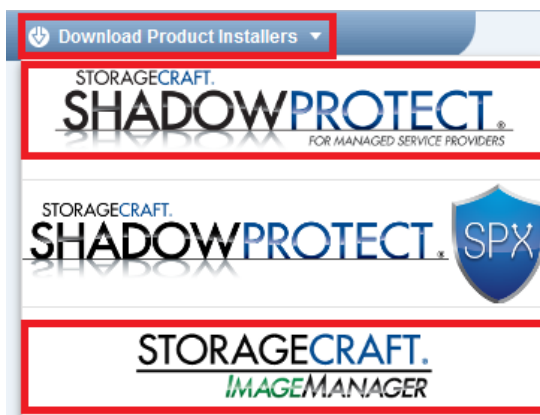 Download Product Installers
STORAGECRAFT.
SHADOWPROTECT®
FOR MANAGED SERVICE PROVIDERS
STORAGECRAFT.
SHADOWPROTECT® SPX
STORAGECRAFT.
IMAGEMANAGER